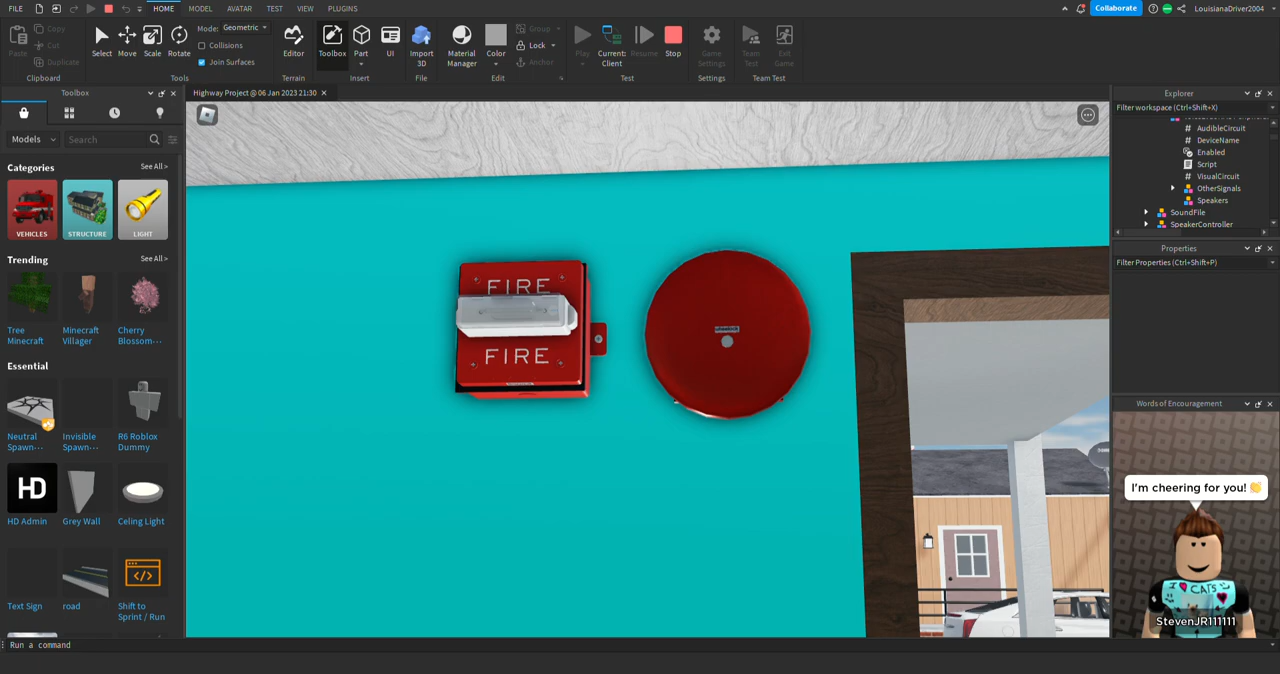 FILE HOME MODEL AVATAR TEST VIEW PLUGINS Collaborate LouisianaDriver2004
Paste Copy Cut Duplicate Clipboard
Select Move Scale Rotate Mode: Geometric Collisions Join Surfaces Tools
Editor Terrain
Toolbox Part UI Insert
Import 3D File
Material Manager Color Group Lock Anchor Edit
Play Current: Client Resume Stop Test
Game Settings Settings
Team Test Exit Game Team Test
Toolbox
Models Search
Categories See All >
VEHICLES STRUCTURE LIGHT
Trending See All >
Tree Minecraft
Minecraft Villager
Cherry Blossom···
Essential
Neutral Spawn···
Invisible Spawn···
R6 Roblox Dummy
HD
HD Admin Grey Wall Celing Light
Text Sign road Shift to Sprint / Run
Highway Project @ 06 Jan 2023 21:30
FIRE
FIRE
Explorer
Filter workspace (Ctrl+Shift+X)
AudibleCircuit
DeviceName
Enabled
Script
VisualCircuit
OtherSignals
Speakers
SoundFile
SpeakerController
Properties
Filter Properties (Ctrl+Shift+P)
Words of Encouragement
I'm cheering for you! 👏
I CATS
StevenJR111111
Run a command